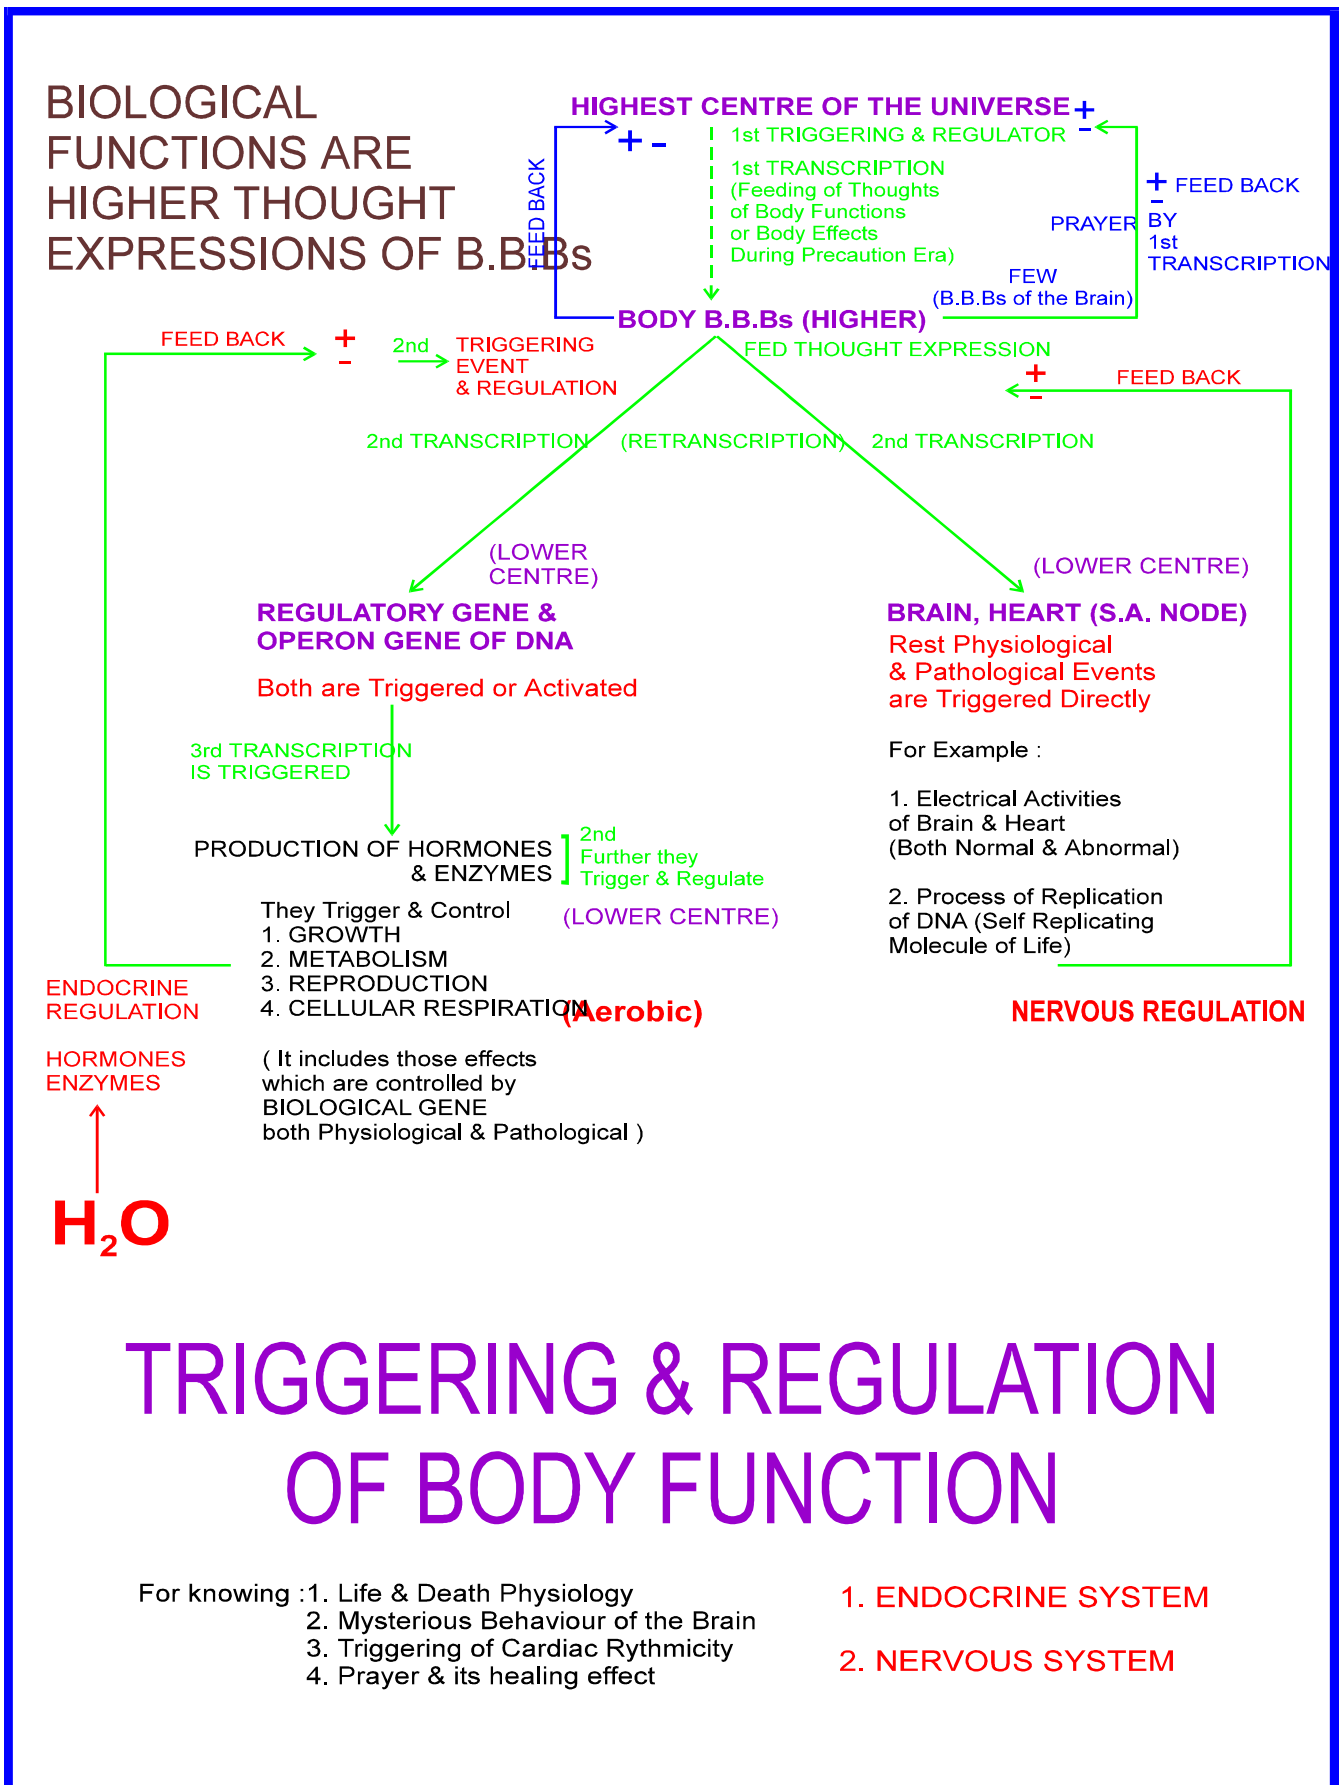 BIOLOGICAL
FUNCTIONS ARE
HIGHER THOUGHT
EXPRESSIONS OF B.B.Bs
HIGHEST CENTRE OF THE UNIVERSE + -
+ -
1st TRIGGERING & REGULATOR
1st TRANSCRIPTION
(Feeding of Thoughts
of Body Functions
or Body Effects
During Precaution Era)
FEED BACK
+ - FEED BACK
PRAYER BY
1st
TRANSCRIPTION
FEW
(B.B.Bs of the Brain)
BODY B.B.Bs (HIGHER)
FEED BACK + -
2nd
TRIGGERING
EVENT
& REGULATION
FED THOUGHT EXPRESSION
+ - FEED BACK
2nd TRANSCRIPTION (RETRANSCRIPTION) 2nd TRANSCRIPTION
(LOWER
CENTRE)
REGULATORY GENE &
OPERON GENE OF DNA
Both are Triggered or Activated
3rd TRANSCRIPTION
IS TRIGGERED
PRODUCTION OF HORMONES
& ENZYMES
2nd
Further they
Trigger & Regulate
(LOWER CENTRE)
They Trigger & Control
1. GROWTH
2. METABOLISM
3. REPRODUCTION
4. CELLULAR RESPIRATION (Aerobic)
( It includes those effects
which are controlled by
BIOLOGICAL GENE
both Physiological & Pathological )
(LOWER CENTRE)
BRAIN, HEART (S.A. NODE)
Rest Physiological
& Pathological Events
are Triggered Directly
For Example :
1. Electrical Activities
of Brain & Heart
(Both Normal & Abnormal)
2. Process of Replication
of DNA (Self Replicating
Molecule of Life)
NERVOUS REGULATION
ENDOCRINE
REGULATION
HORMONES
ENZYMES
H₂O
TRIGGERING & REGULATION
OF BODY FUNCTION
For knowing :1. Life & Death Physiology
2. Mysterious Behaviour of the Brain
3. Triggering of Cardiac Rythmicity
4. Prayer & its healing effect
1. ENDOCRINE SYSTEM
2. NERVOUS SYSTEM